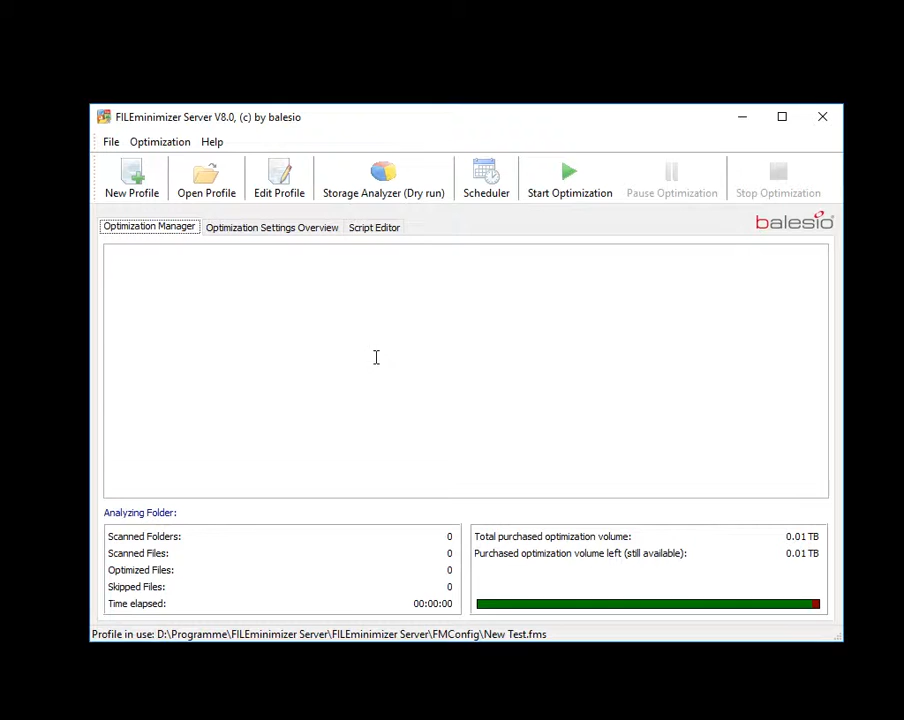 FILEminimizer Server V8.0, (c) by balesio
File Optimization Help
New Profile Open Profile Edit Profile Storage Analyzer (Dry run) Scheduler Start Optimization Pause Optimization Stop Optimization
Optimization Manager Optimization Settings Overview Script Editor balesio
Analyzing Folder:
Scanned Folders: 0
Scanned Files: 0
Optimized Files: 0
Skipped Files: 0
Time elapsed: 00:00:00
Total purchased optimization volume: 0.01 TB
Purchased optimization volume left (still available): 0.01 TB
Profile in use: D:\Programme\FILEminimizer Server\FILEminimizer Server\FMConfig\New Test.fms